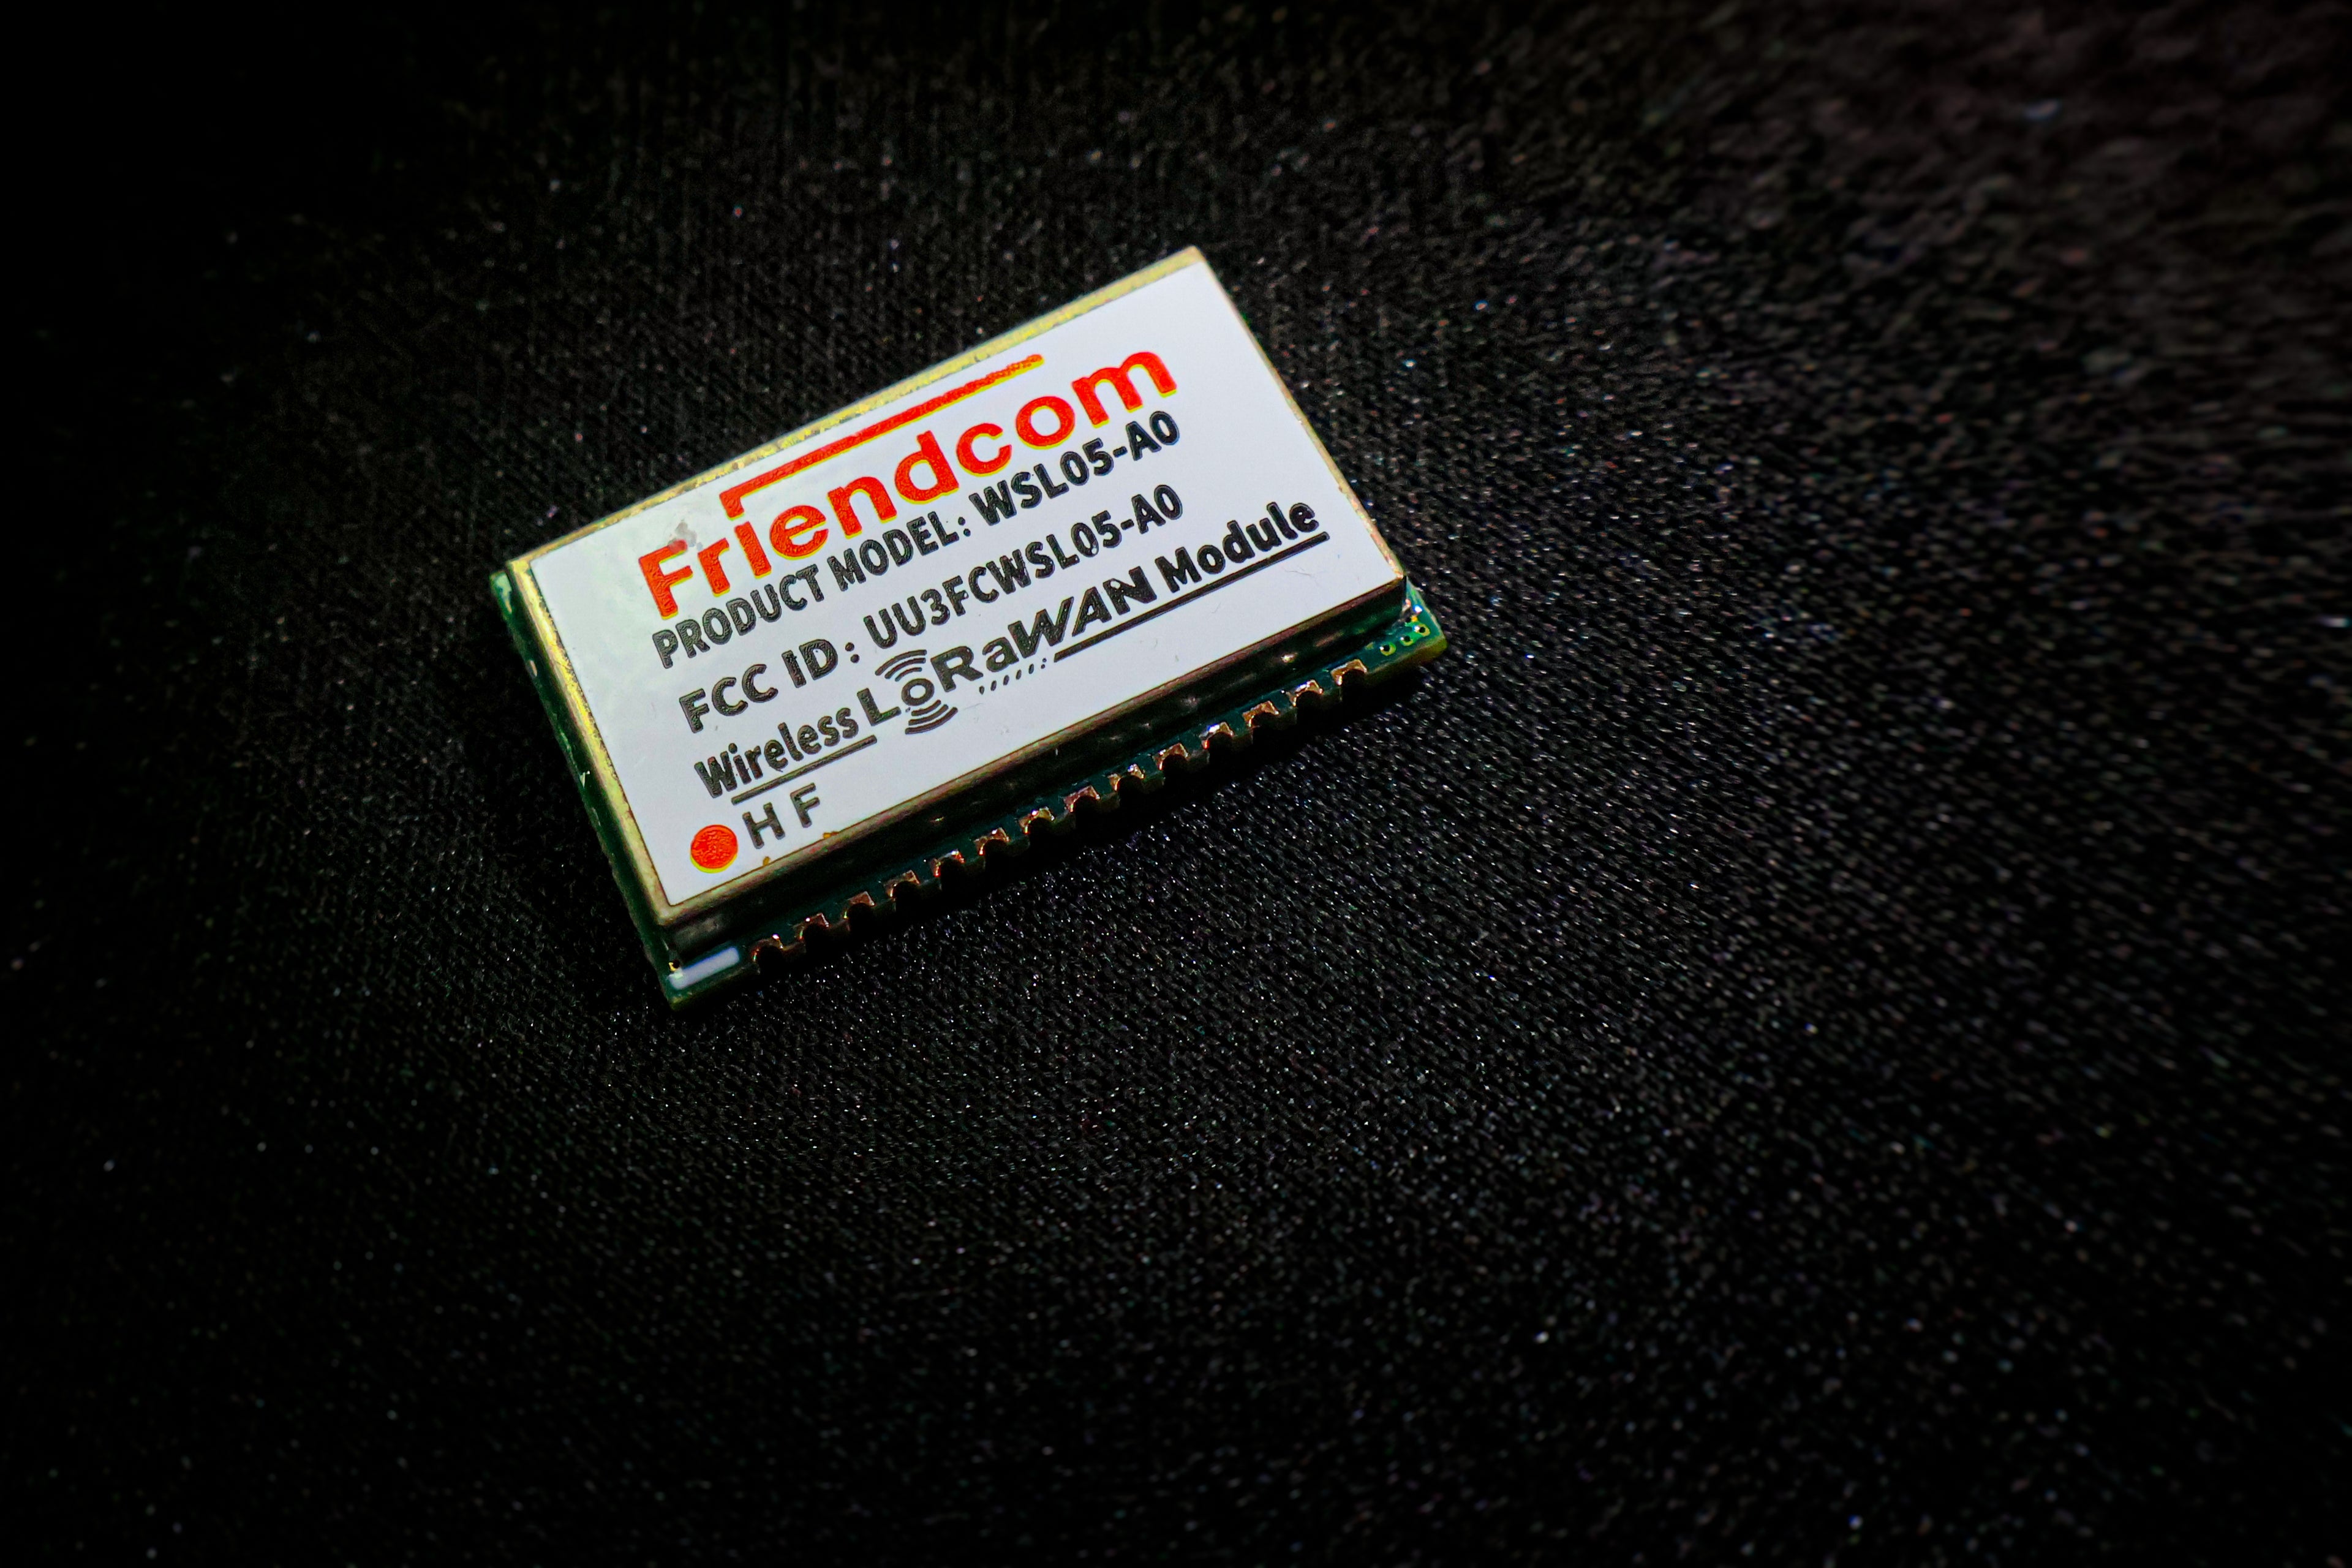 Friendcom
PRODUCT MODEL: WSL05-A0
FCC ID: UU3FCWSL05-A0
Wireless LoRaWAN Module
HF